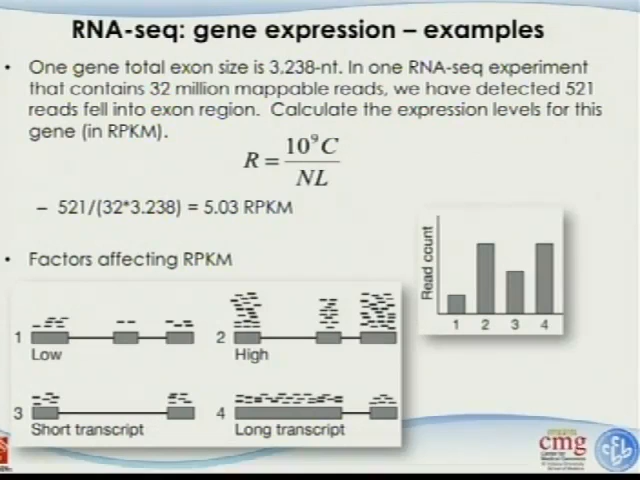 RNA-seq: gene expression – examples
• One gene total exon size is 3,238-nt. In one RNA-seq experiment
that contains 32 million mappable reads, we have detected 521
reads fell into exon region. Calculate the expression levels for this
gene (in RPKM).
R = 10⁹C / NL
– 521/(32*3.238) = 5.03 RPKM
• Factors affecting RPKM
1
Low
2
High
3
Short transcript
4
Long transcript
Read count
1 2 3 4
cmg